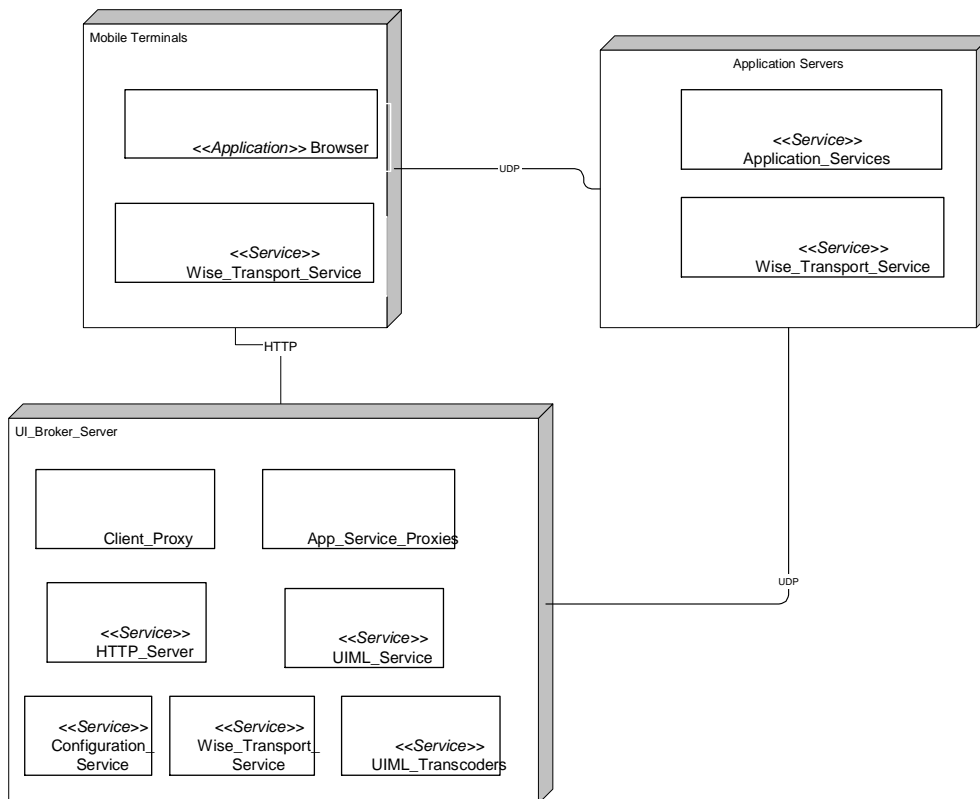 Mobile Terminals
<<Application>> Browser
<<Service>>
Wise_Transport_Service
UDP
Application Servers
<<Service>>
Application_Services
<<Service>>
Wise_Transport_Service
HTTP
UDP
UI_Broker_Server
Client_Proxy
App_Service_Proxies
<<Service>>
HTTP_Server
<<Service>>
UIML_Service
<<Service>>
Configuration_
Service
<<Service>>
Wise_Transport_
Service
<<Service>>
UIML_Transcoders